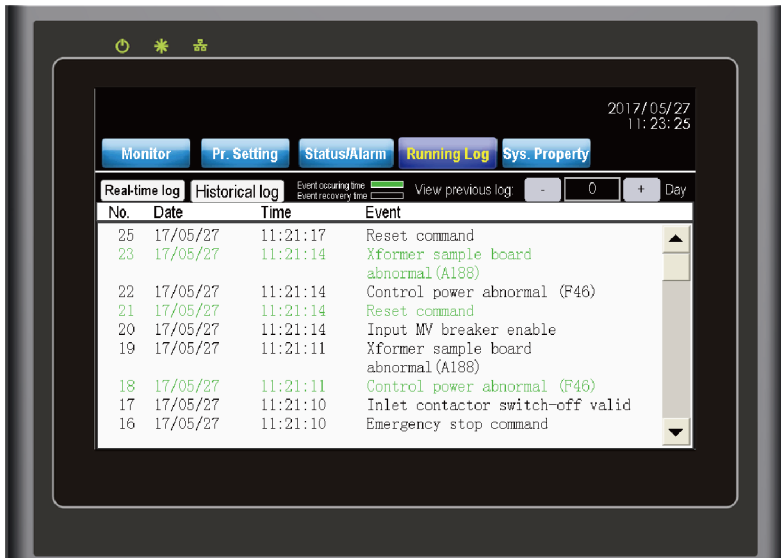 2017/05/27
11:23:25
Monitor Pr. Setting Status/Alarm Running Log Sys. Property
Real-time log Historical log Event occuring time Event recovery time View previous log: - 0 + Day
No. Date Time Event
25 17/05/27 11:21:17 Reset command
23 17/05/27 11:21:14 Xformer sample board
abnormal(A188)
22 17/05/27 11:21:14 Control power abnormal (F46)
21 17/05/27 11:21:14 Reset command
20 17/05/27 11:21:14 Input MV breaker enable
19 17/05/27 11:21:11 Xformer sample board
abnormal(A188)
18 17/05/27 11:21:11 Control power abnormal (F46)
17 17/05/27 11:21:10 Inlet contactor switch-off valid
16 17/05/27 11:21:10 Emergency stop command